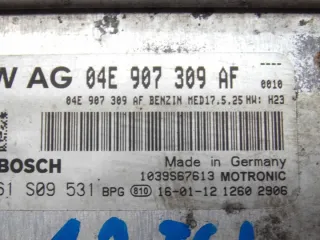 W AG 04E 907 309 AF 0010
04E 907 309 AF BENZIN MED17.5.25 HW: H23
BOSCH
Made in Germany
1039S67613 MOTRONIC
S09 531 BPG 810 16-01-12 1260 2906